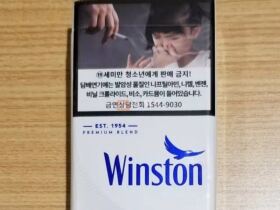 ⑲세미만 청소년에게 판매 금지!
담배연기에는 발암성 물질인 나프틸아민, 니켈, 벤젠,
비닐 크롤라이드, 비소, 카드뮴이 들어있습니다.
금연상담전화 1544-9030
EST. 1954
PREMIUM BLEND
Winston